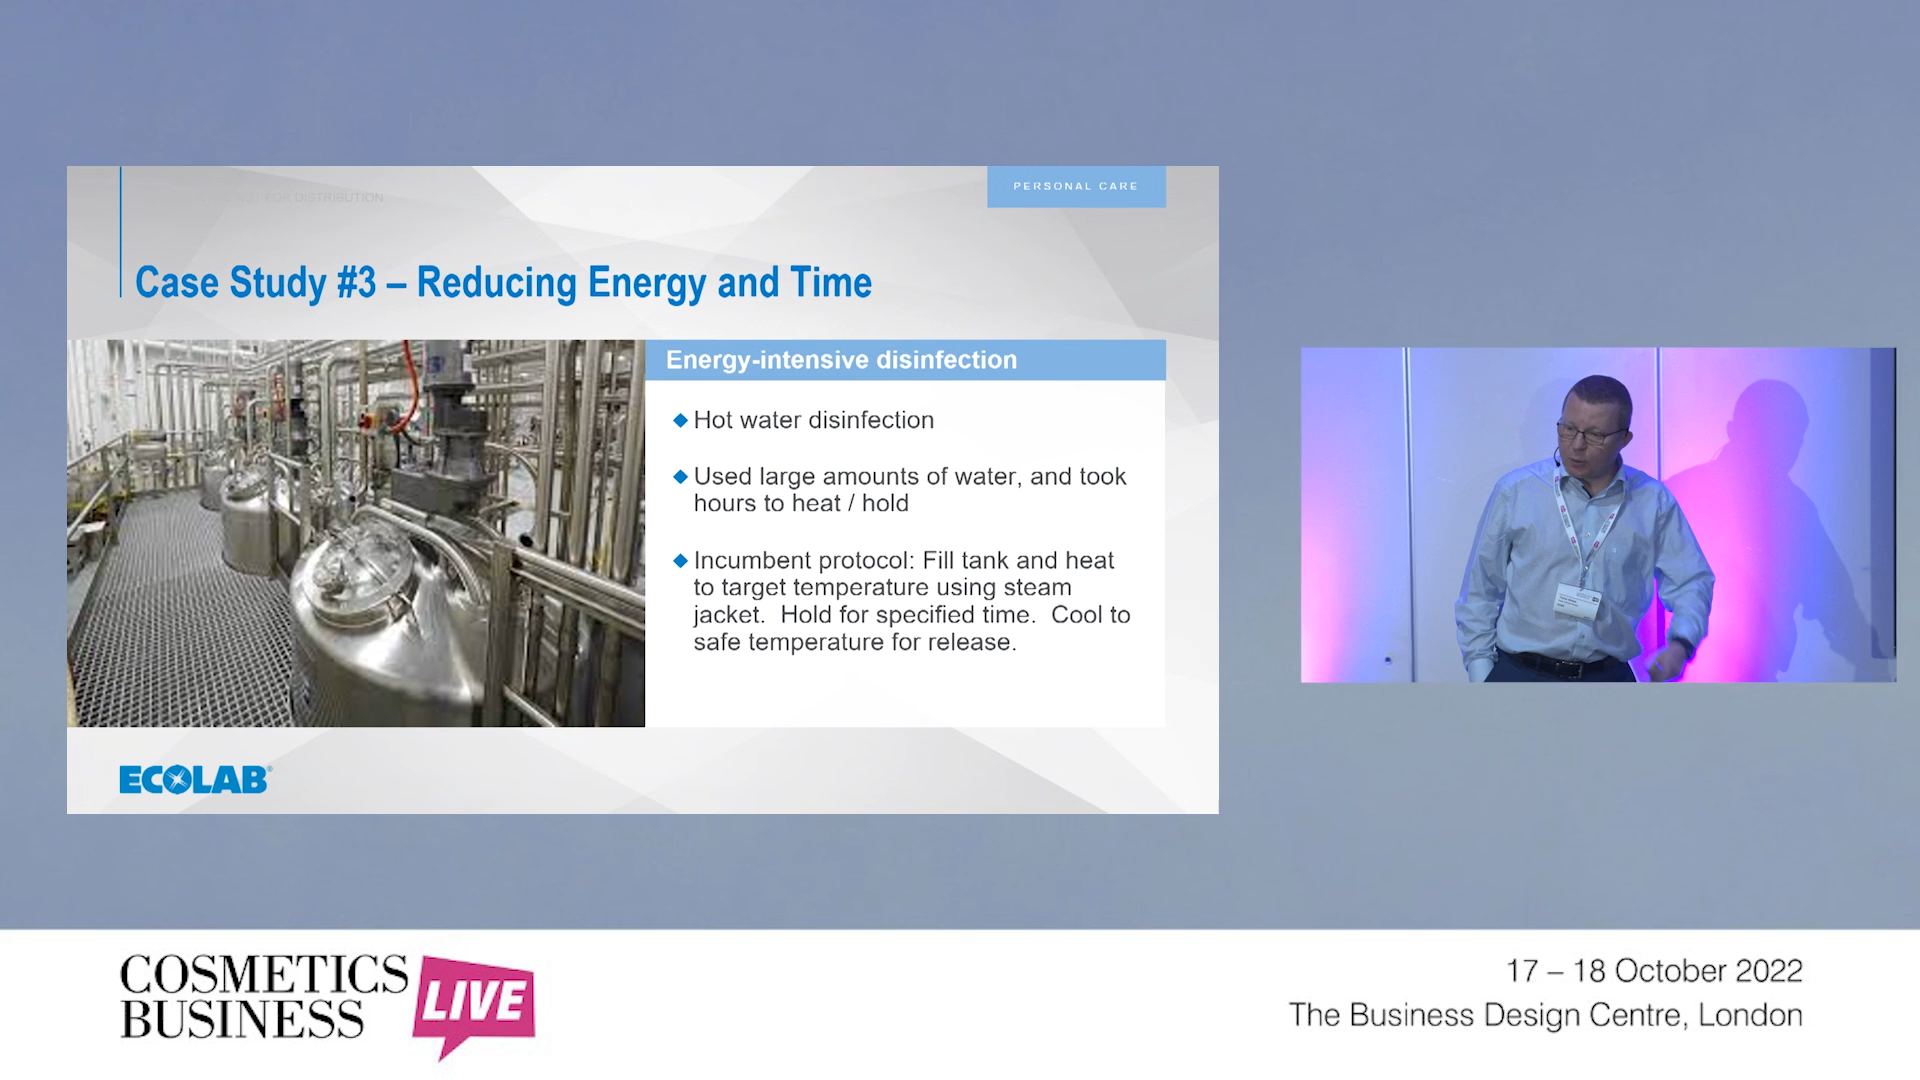 NOT FOR DISTRIBUTION
PERSONAL CARE
Case Study #3 – Reducing Energy and Time
Energy-intensive disinfection
Hot water disinfection
Used large amounts of water, and took
hours to heat / hold
Incumbent protocol: Fill tank and heat
to target temperature using steam
jacket. Hold for specified time. Cool to
safe temperature for release.
ECOLAB®
COSMETICS
BUSINESS
LIVE
17 – 18 October 2022
The Business Design Centre, London